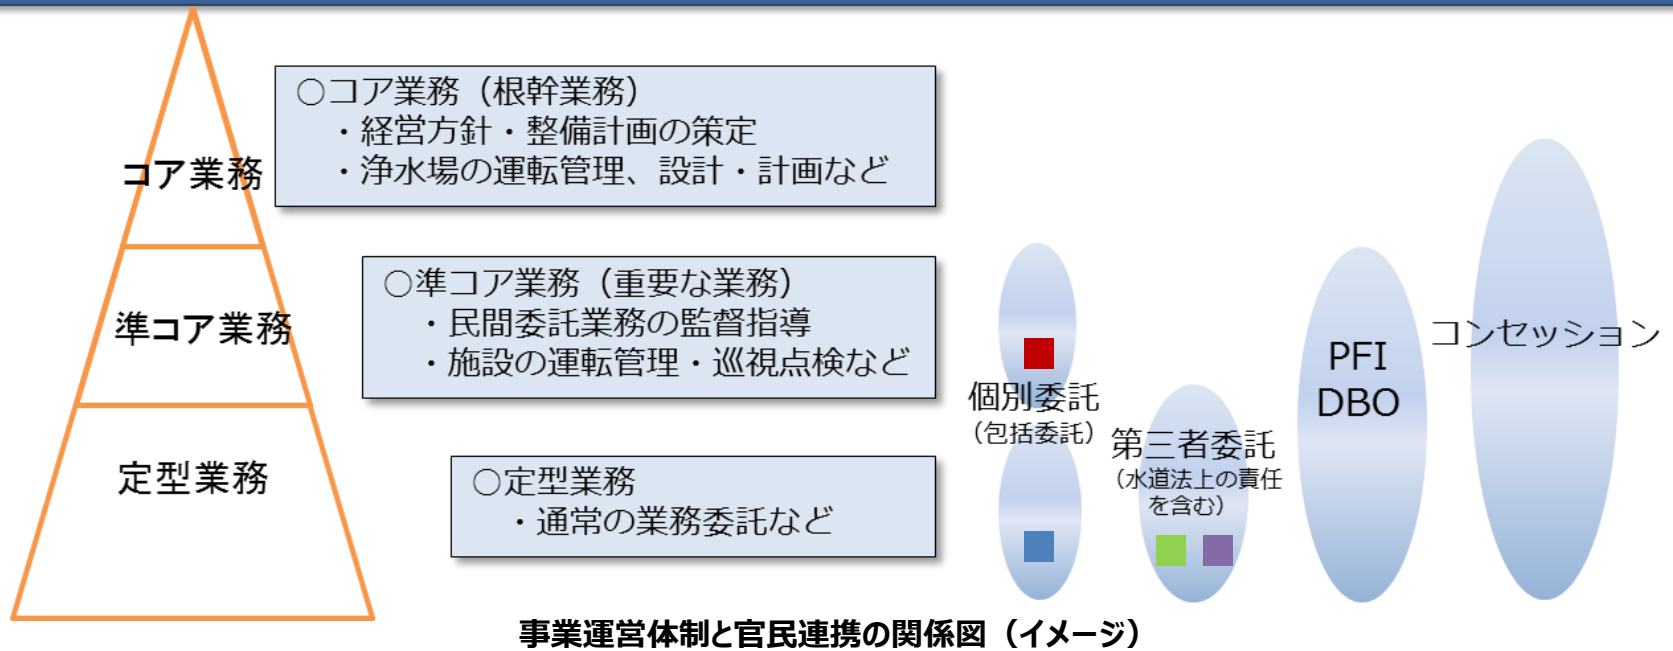 コア業務
準コア業務
定型業務
○コア業務（根幹業務）
・経営方針・整備計画の策定
・浄水場の運転管理、設計・計画など
○準コア業務（重要な業務）
・民間委託業務の監督指導
・施設の運転管理・巡視点検など
○定型業務
・通常の業務委託など
個別委託
（包括委託）
第三者委託
（水道法上の責任
を含む）
PFI
DBO
コンセッション
事業運営体制と官民連携の関係図（イメージ）